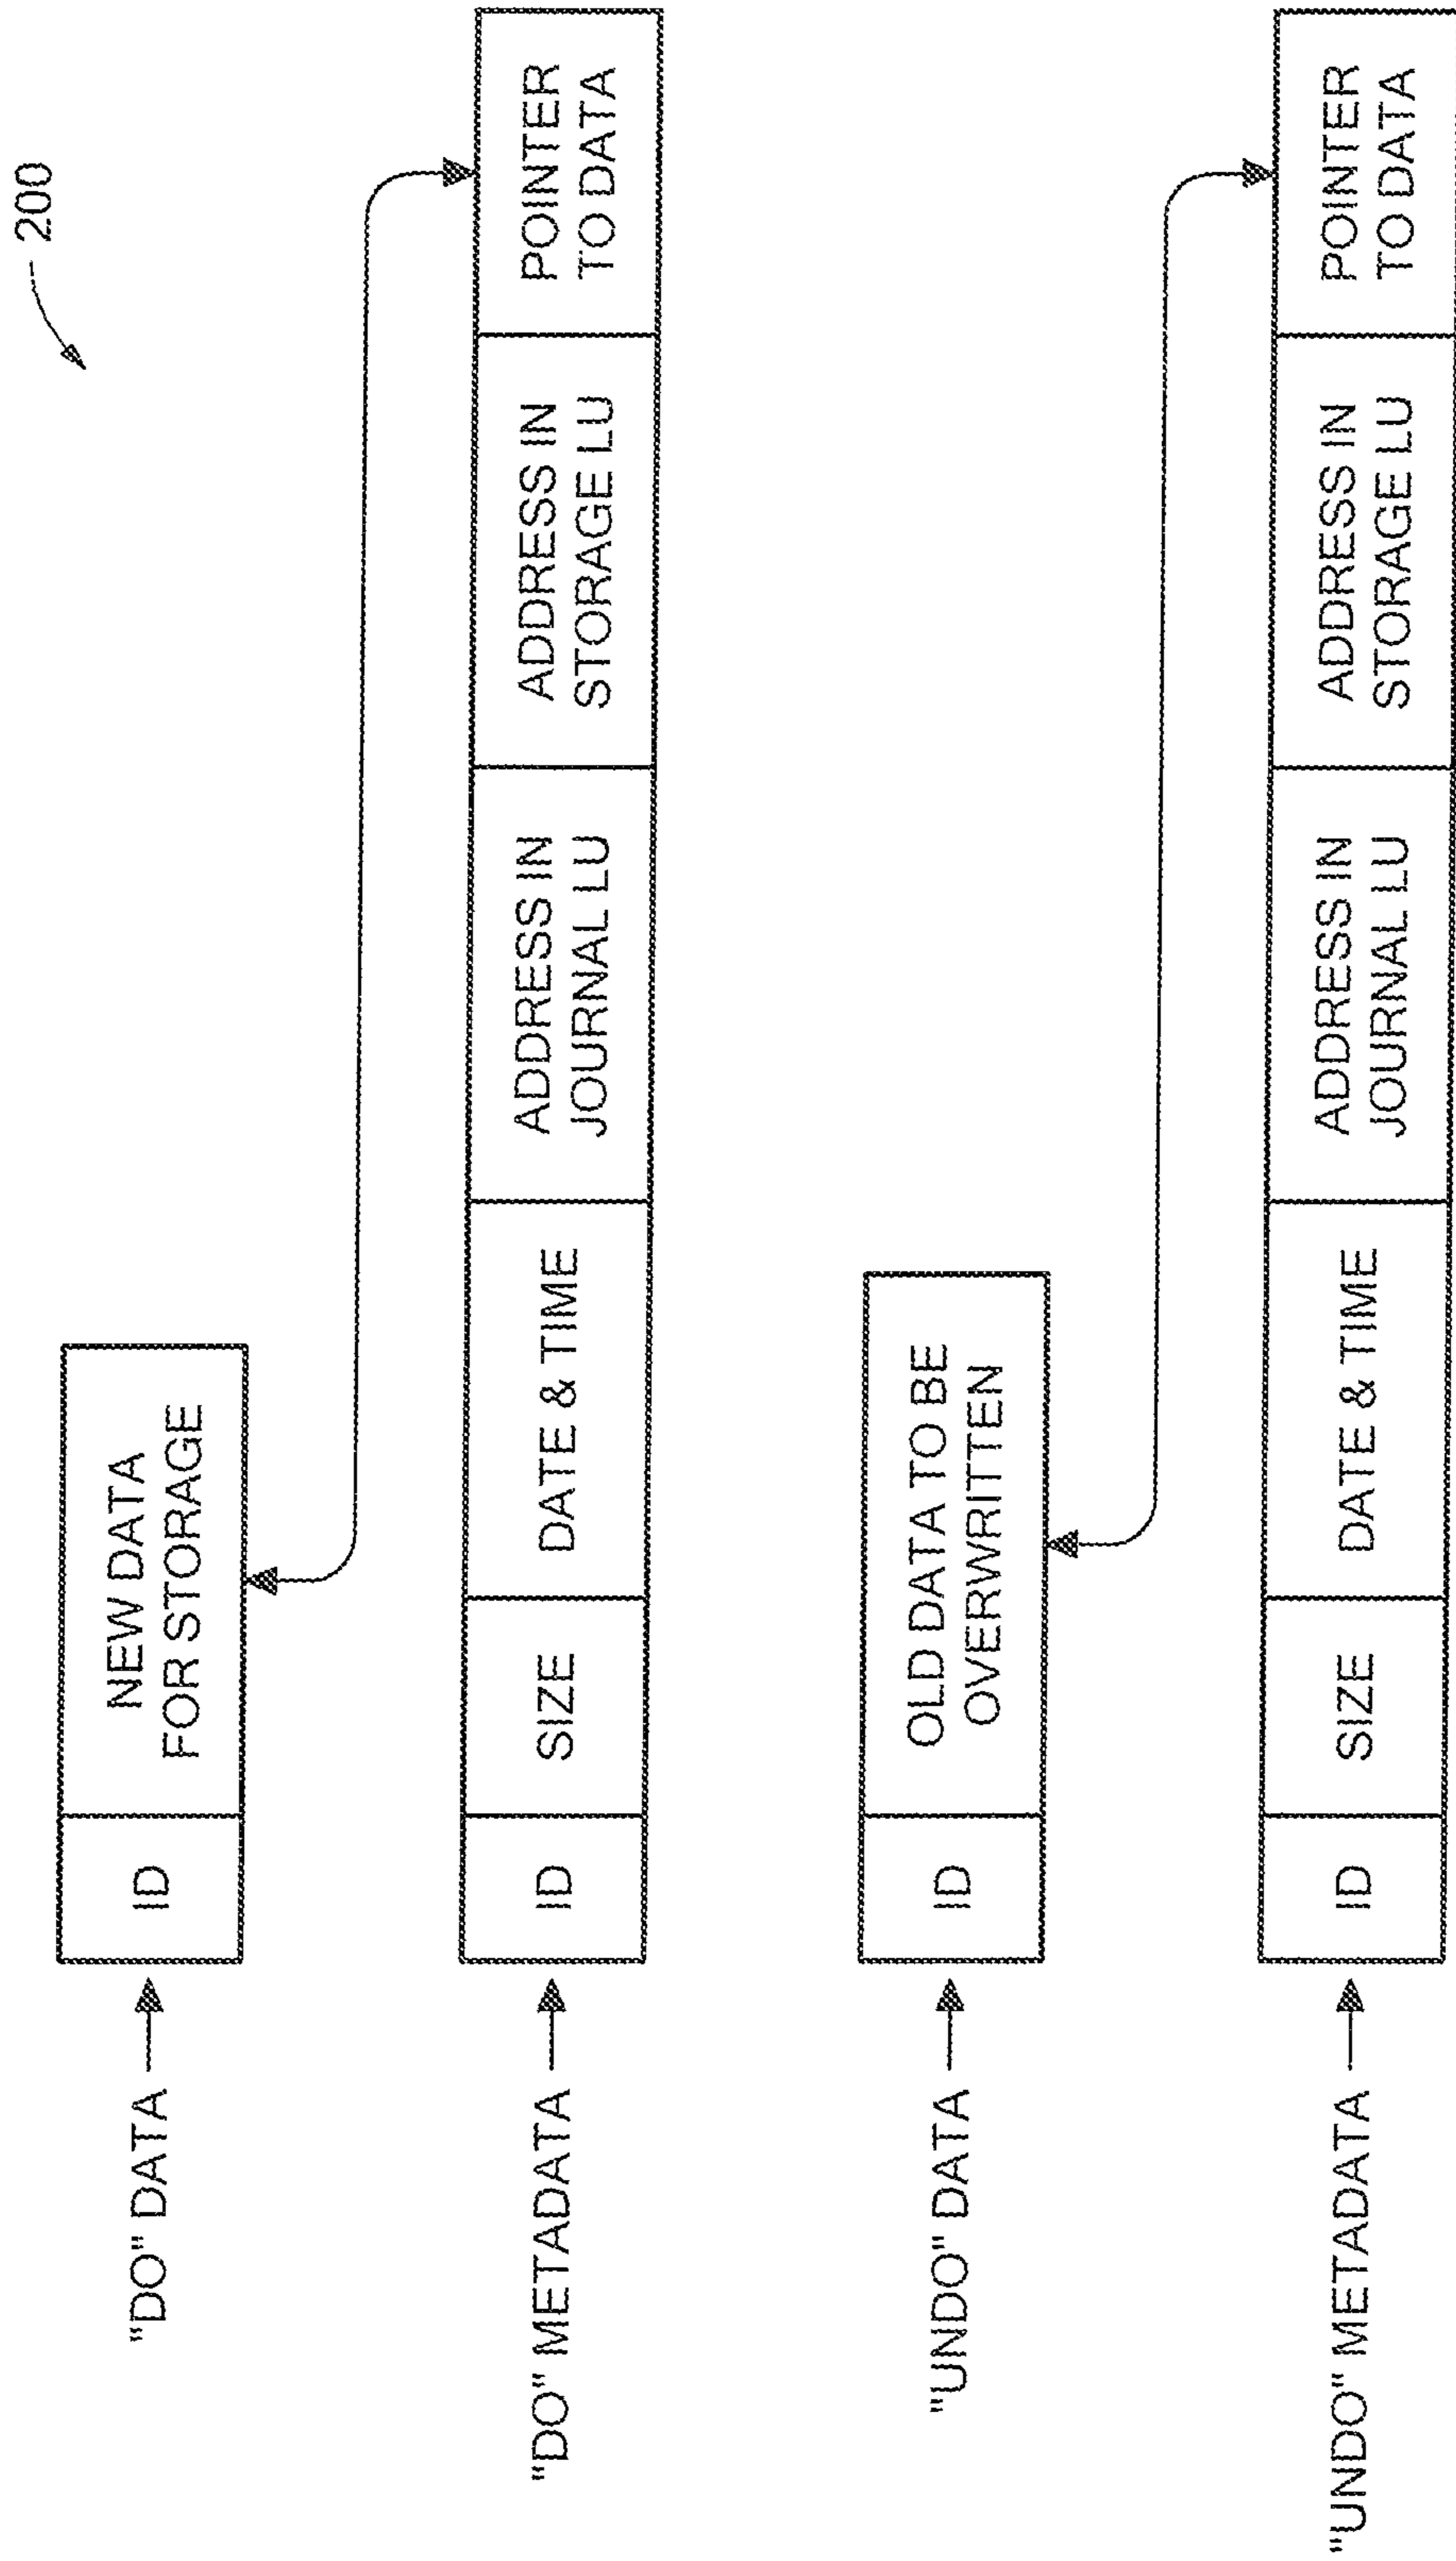 200
"DO" DATA
ID
NEW DATA
FOR STORAGE
"DO" METADATA
ID
SIZE
DATE & TIME
ADDRESS IN
JOURNAL LU
ADDRESS IN
STORAGE LU
POINTER
TO DATA
"UNDO" DATA
ID
OLD DATA TO BE
OVERWRITTEN
"UNDO" METADATA
ID
SIZE
DATE & TIME
ADDRESS IN
JOURNAL LU
ADDRESS IN
STORAGE LU
POINTER
TO DATA